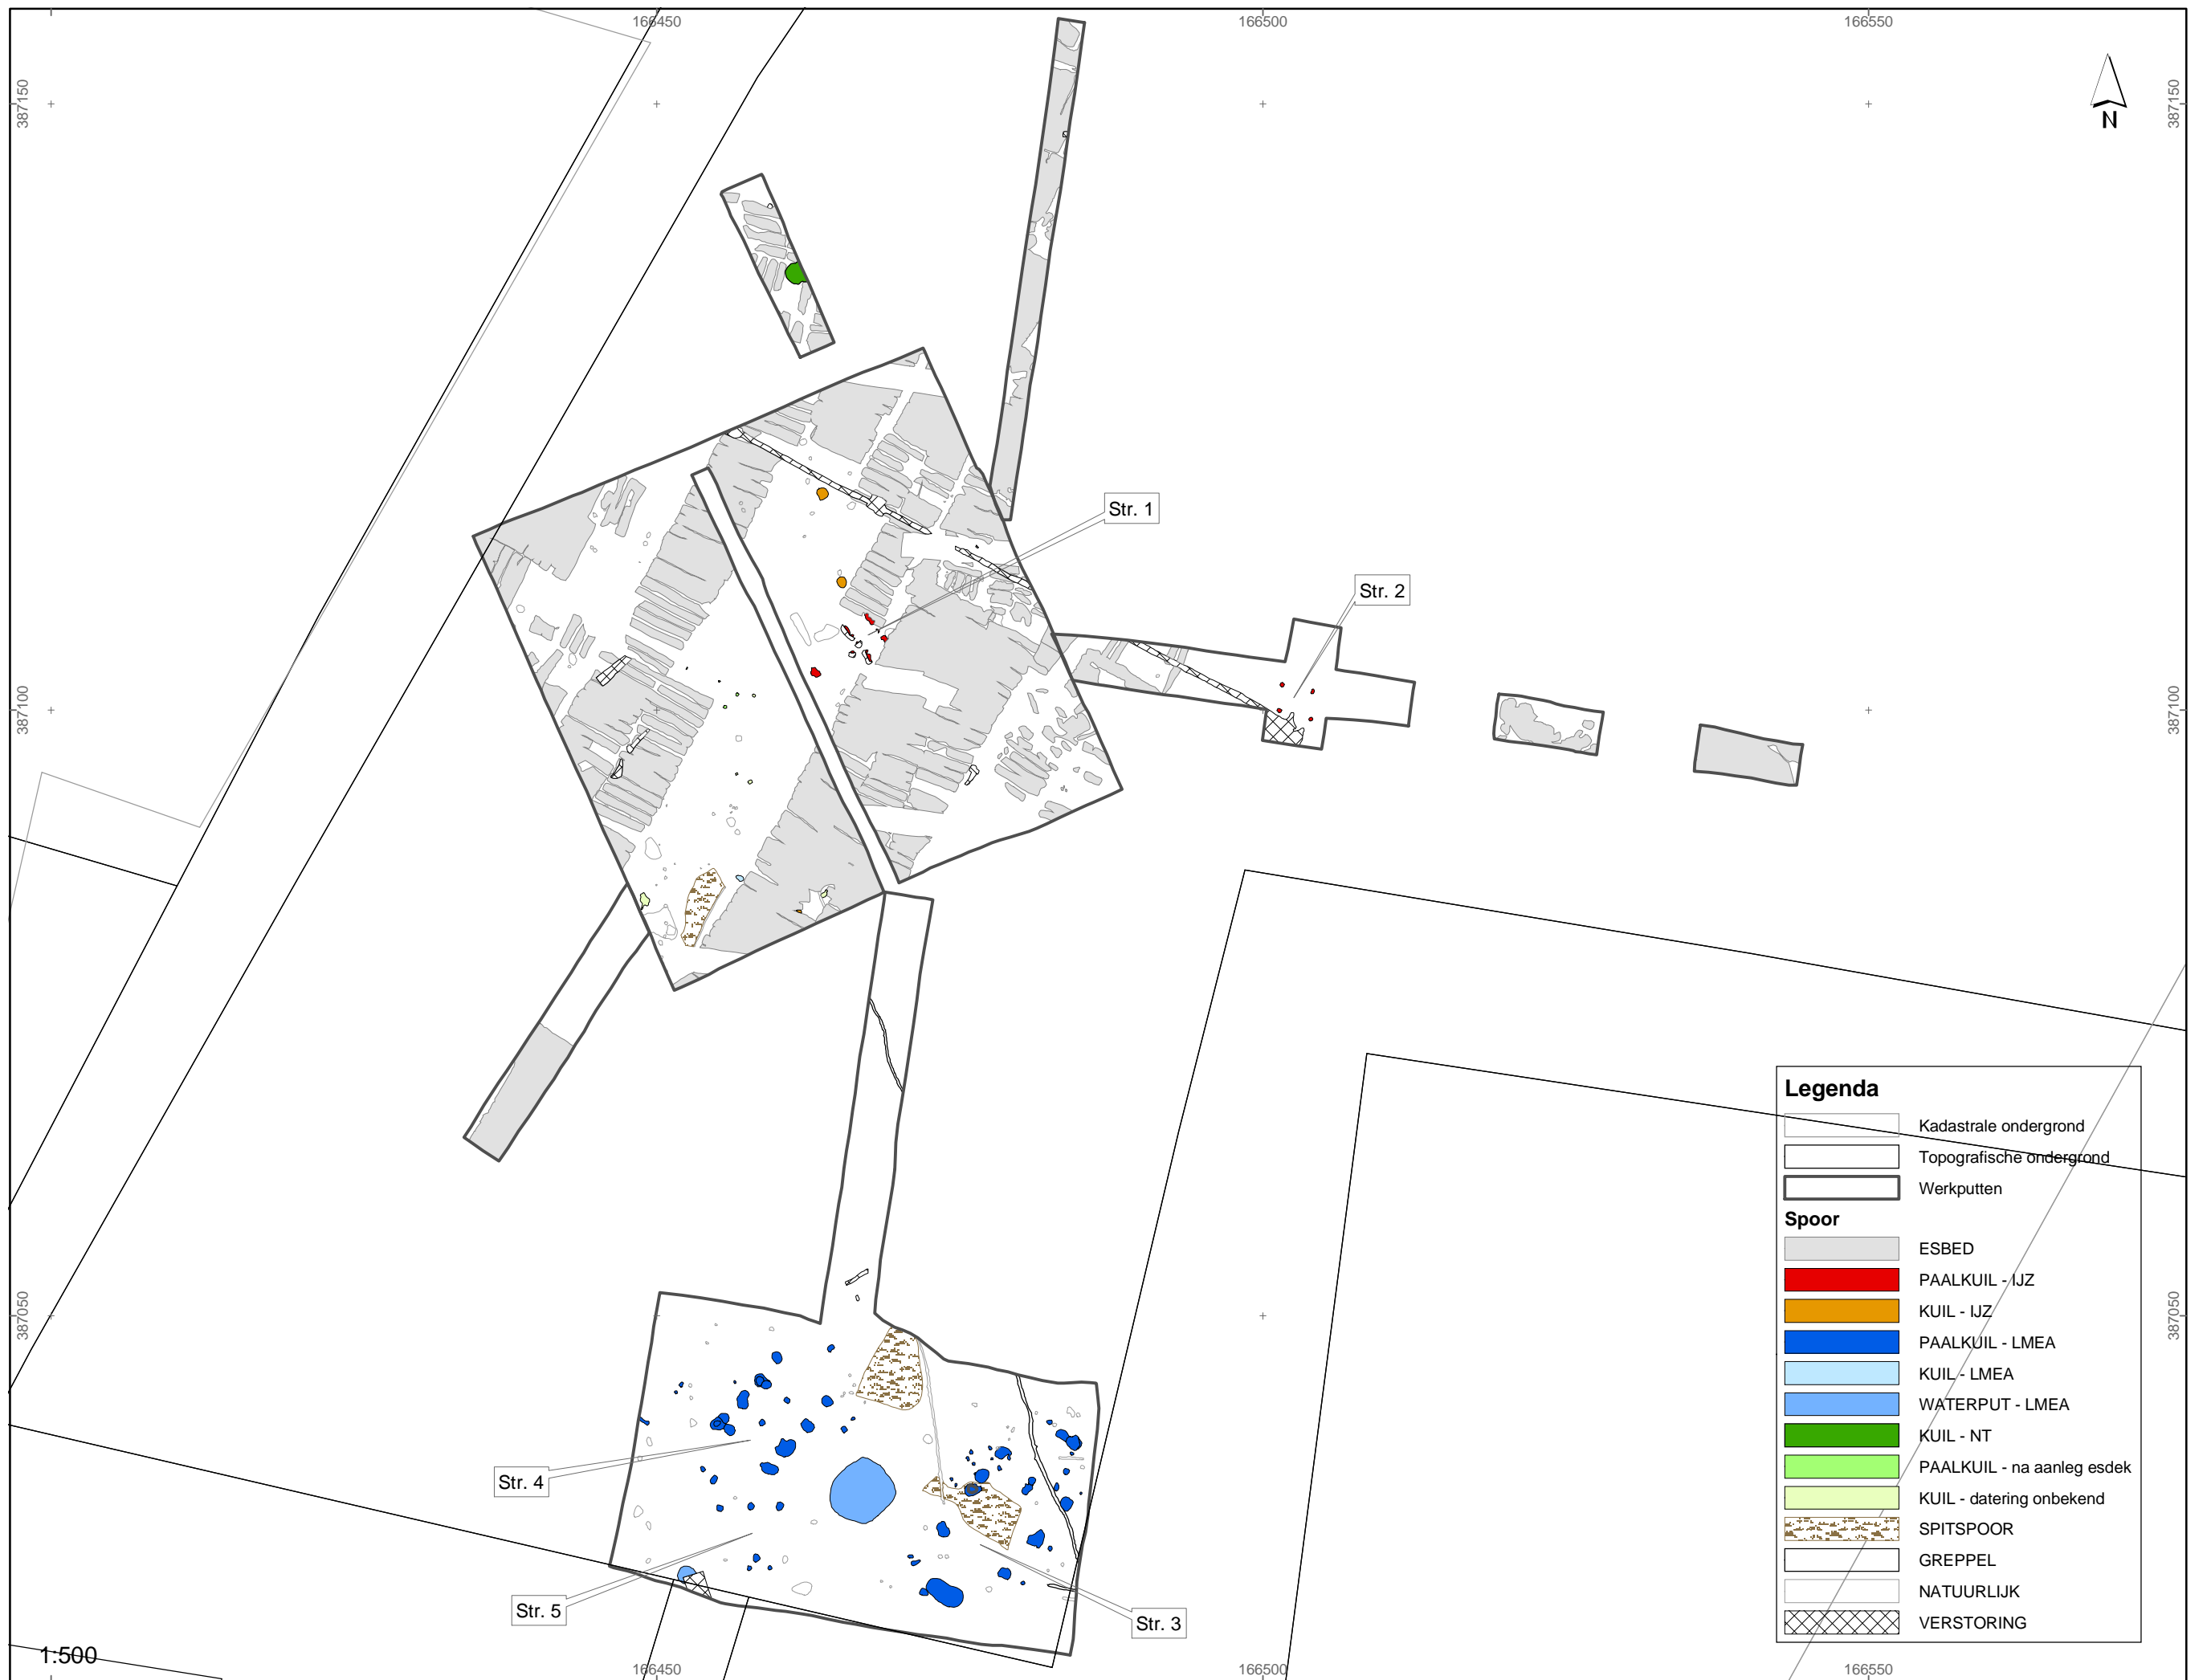 166450
166500
166550
387150
387150
N
Str. 1
Str. 2
387100
387100
Legenda
Kadastrale ondergrond
Topografische ondergrond
Werkputten
Spoor
ESBED
PAALKUIL - IJZ
KUIL - IJZ
PAALKUIL - LMEA
KUIL - LMEA
WATERPUT - LMEA
KUIL - NT
PAALKUIL - na aanleg esdek
KUIL - datering onbekend
SPITSPOOR
GREPPEL
NATUURLIJK
VERSTORING
387050
387050
Str. 4
Str. 5
Str. 3
1:500
166450
166500
166550